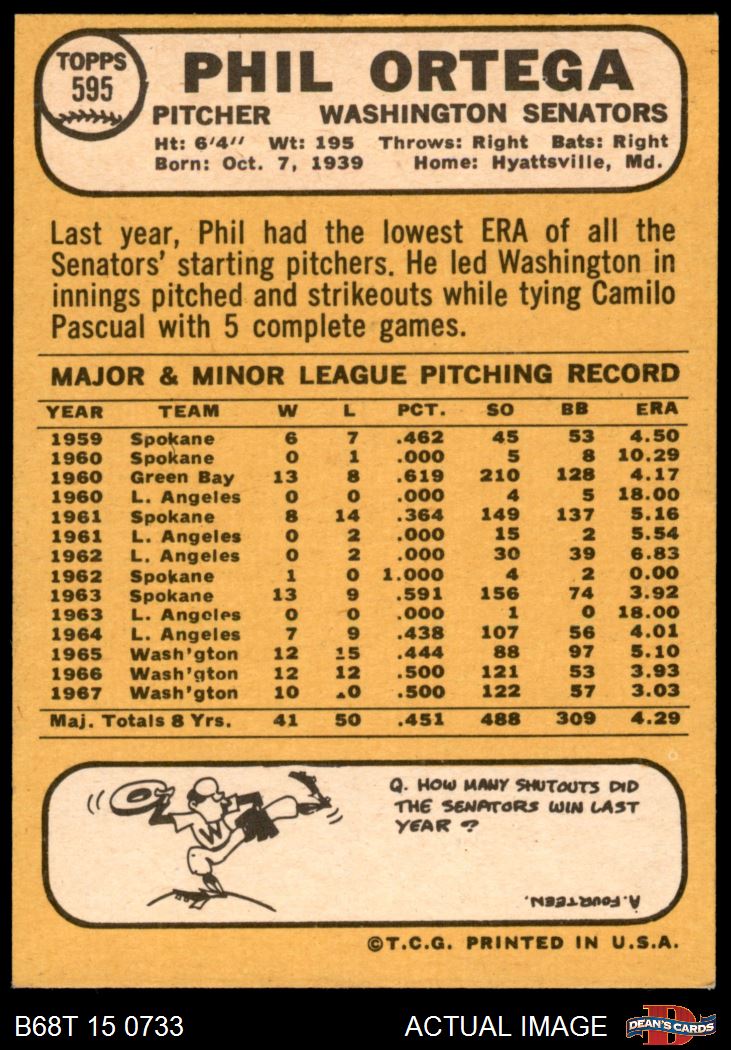 TOPPS
595
PHIL ORTEGA
PITCHER WASHINGTON SENATORS
Ht: 6'4" Wt: 195 Throws: Right Bats: Right
Born: Oct. 7, 1939 Home: Hyattsville, Md.
Last year, Phil had the lowest ERA of all the
Senators' starting pitchers. He led Washington in
innings pitched and strikeouts while tying Camilo
Pascual with 5 complete games.
MAJOR & MINOR LEAGUE PITCHING RECORD
YEAR TEAM W L PCT. SO BB ERA
1959 Spokane 6 7 .462 45 53 4.50
1960 Spokane 0 1 .000 5 8 10.29
1960 Green Bay 13 8 .619 210 128 4.17
1960 L. Angeles 0 0 .000 4 5 18.00
1961 Spokane 8 14 .364 149 137 5.16
1961 L. Angeles 0 2 .000 15 2 5.54
1962 L. Angeles 0 2 .000 30 39 6.83
1962 Spokane 1 0 1.000 4 2 0.00
1963 Spokane 13 9 .591 156 74 3.92
1963 L. Angeles 0 0 .000 1 0 18.00
1964 L. Angeles 7 9 .438 107 56 4.01
1965 Wash'gton 12 15 .444 88 97 5.10
1966 Wash'gton 12 12 .500 121 53 3.93
1967 Wash'gton 10 10 .500 122 57 3.03
Maj. Totals 8 Yrs. 41 50 .451 488 309 4.29
W
Q. HOW MANY SHUTOUTS DID
THE SENATORS WIN LAST
YEAR ?
A. FOURTEEN.
©T.C.G. PRINTED IN U.S.A.
B68T 15 0733 ACTUAL IMAGE
D
DEAN'S CARDS